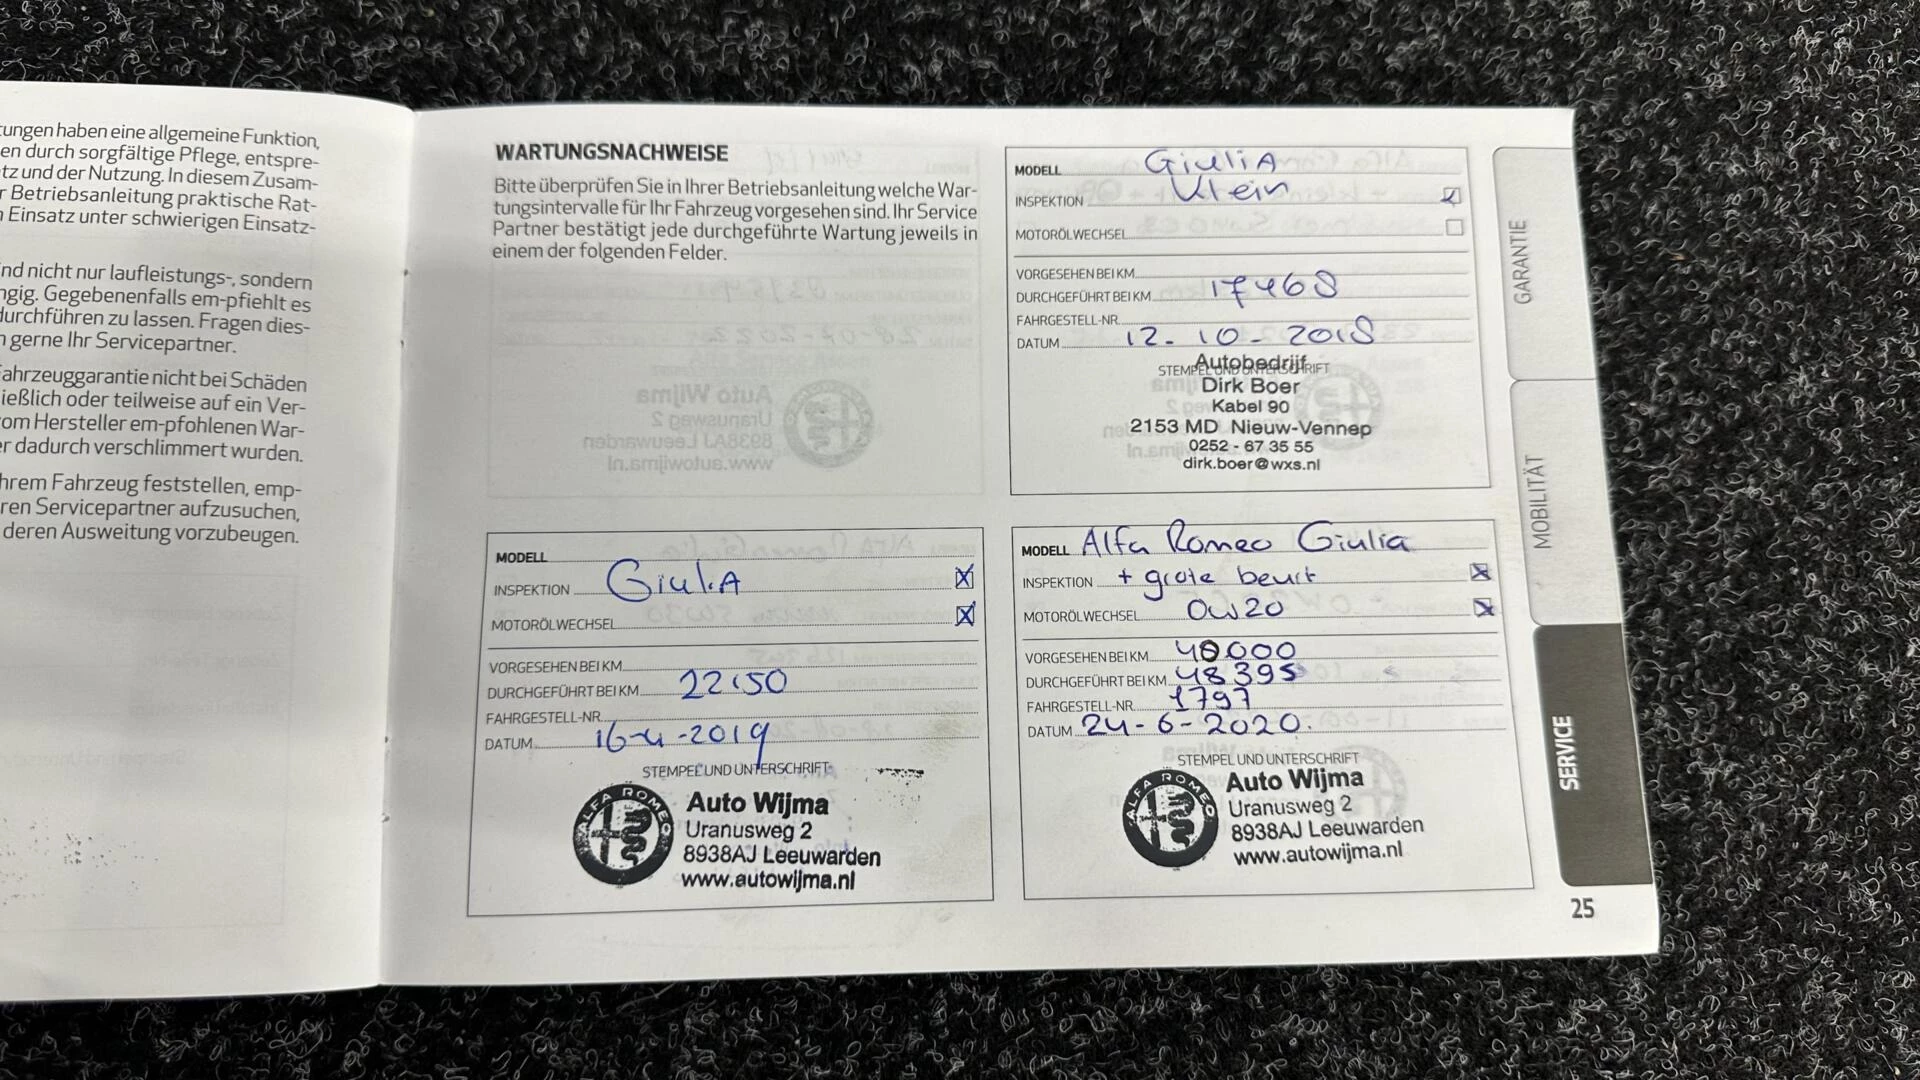 tungen haben eine allgemeine Funktion,
en durch sorgfältige Pflege, entspre-
tz und der Nutzung. In diesem Zusam-
r Betriebsanleitung praktische Rat-
n Einsatz unter schwierigen Einsatz-
nd nicht nur laufleistungs-, sondern
ngig. Gegebenenfalls em-pfiehlt es
durchführen zu lassen. Fragen dies-
n gerne Ihr Servicepartner.
ahrzeuggarantie nicht bei Schäden
ießlich oder teilweise auf ein Ver-
vom Hersteller em-pfohlenen War-
er dadurch verschlimmert wurden.
hrem Fahrzeug feststellen, emp-
ren Servicepartner aufzusuchen,
deren Ausweitung vorzubeugen.
WARTUNGSNACHWEISE
Bitte überprüfen Sie in Ihrer Betriebsanleitung welche War-
tungsintervalle für Ihr Fahrzeug vorgesehen sind. Ihr Service
Partner bestätigt jede durchgeführte Wartung jeweils in
einem der folgenden Felder.
MODELL GiuliA
INSPEKTION Klein
MOTORÖLWECHSEL
VORGESEHEN BEI KM
DURCHGEFÜHRT BEI KM 17468
FAHRGESTELL-NR.
DATUM 12-10-2018
STEMPEL UND UNTERSCHRIFT
Autobedrijf
Dirk Boer
Kabel 90
2153 MD Nieuw-Vennep
0252 - 67 35 55
dirk.boer@wxs.nl
MODELL
INSPEKTION GiuliA
MOTORÖLWECHSEL
VORGESEHEN BEI KM
DURCHGEFÜHRT BEI KM 22150
FAHRGESTELL-NR.
DATUM 16-4-2019
STEMPEL UND UNTERSCHRIFT
ALFA ROMEO
Auto Wijma
Uranusweg 2
8938AJ Leeuwarden
www.autowijma.nl
MODELL Alfa Romeo Giulia
INSPEKTION + grote beurt
MOTORÖLWECHSEL 0W20
VORGESEHEN BEI KM 40000
DURCHGEFÜHRT BEI KM 48395
FAHRGESTELL-NR. 1797
DATUM 24-6-2020.
STEMPEL UND UNTERSCHRIFT
ALFA ROMEO
Auto Wijma
Uranusweg 2
8938AJ Leeuwarden
www.autowijma.nl
GARANTIE
MOBILITÄT
SERVICE
25